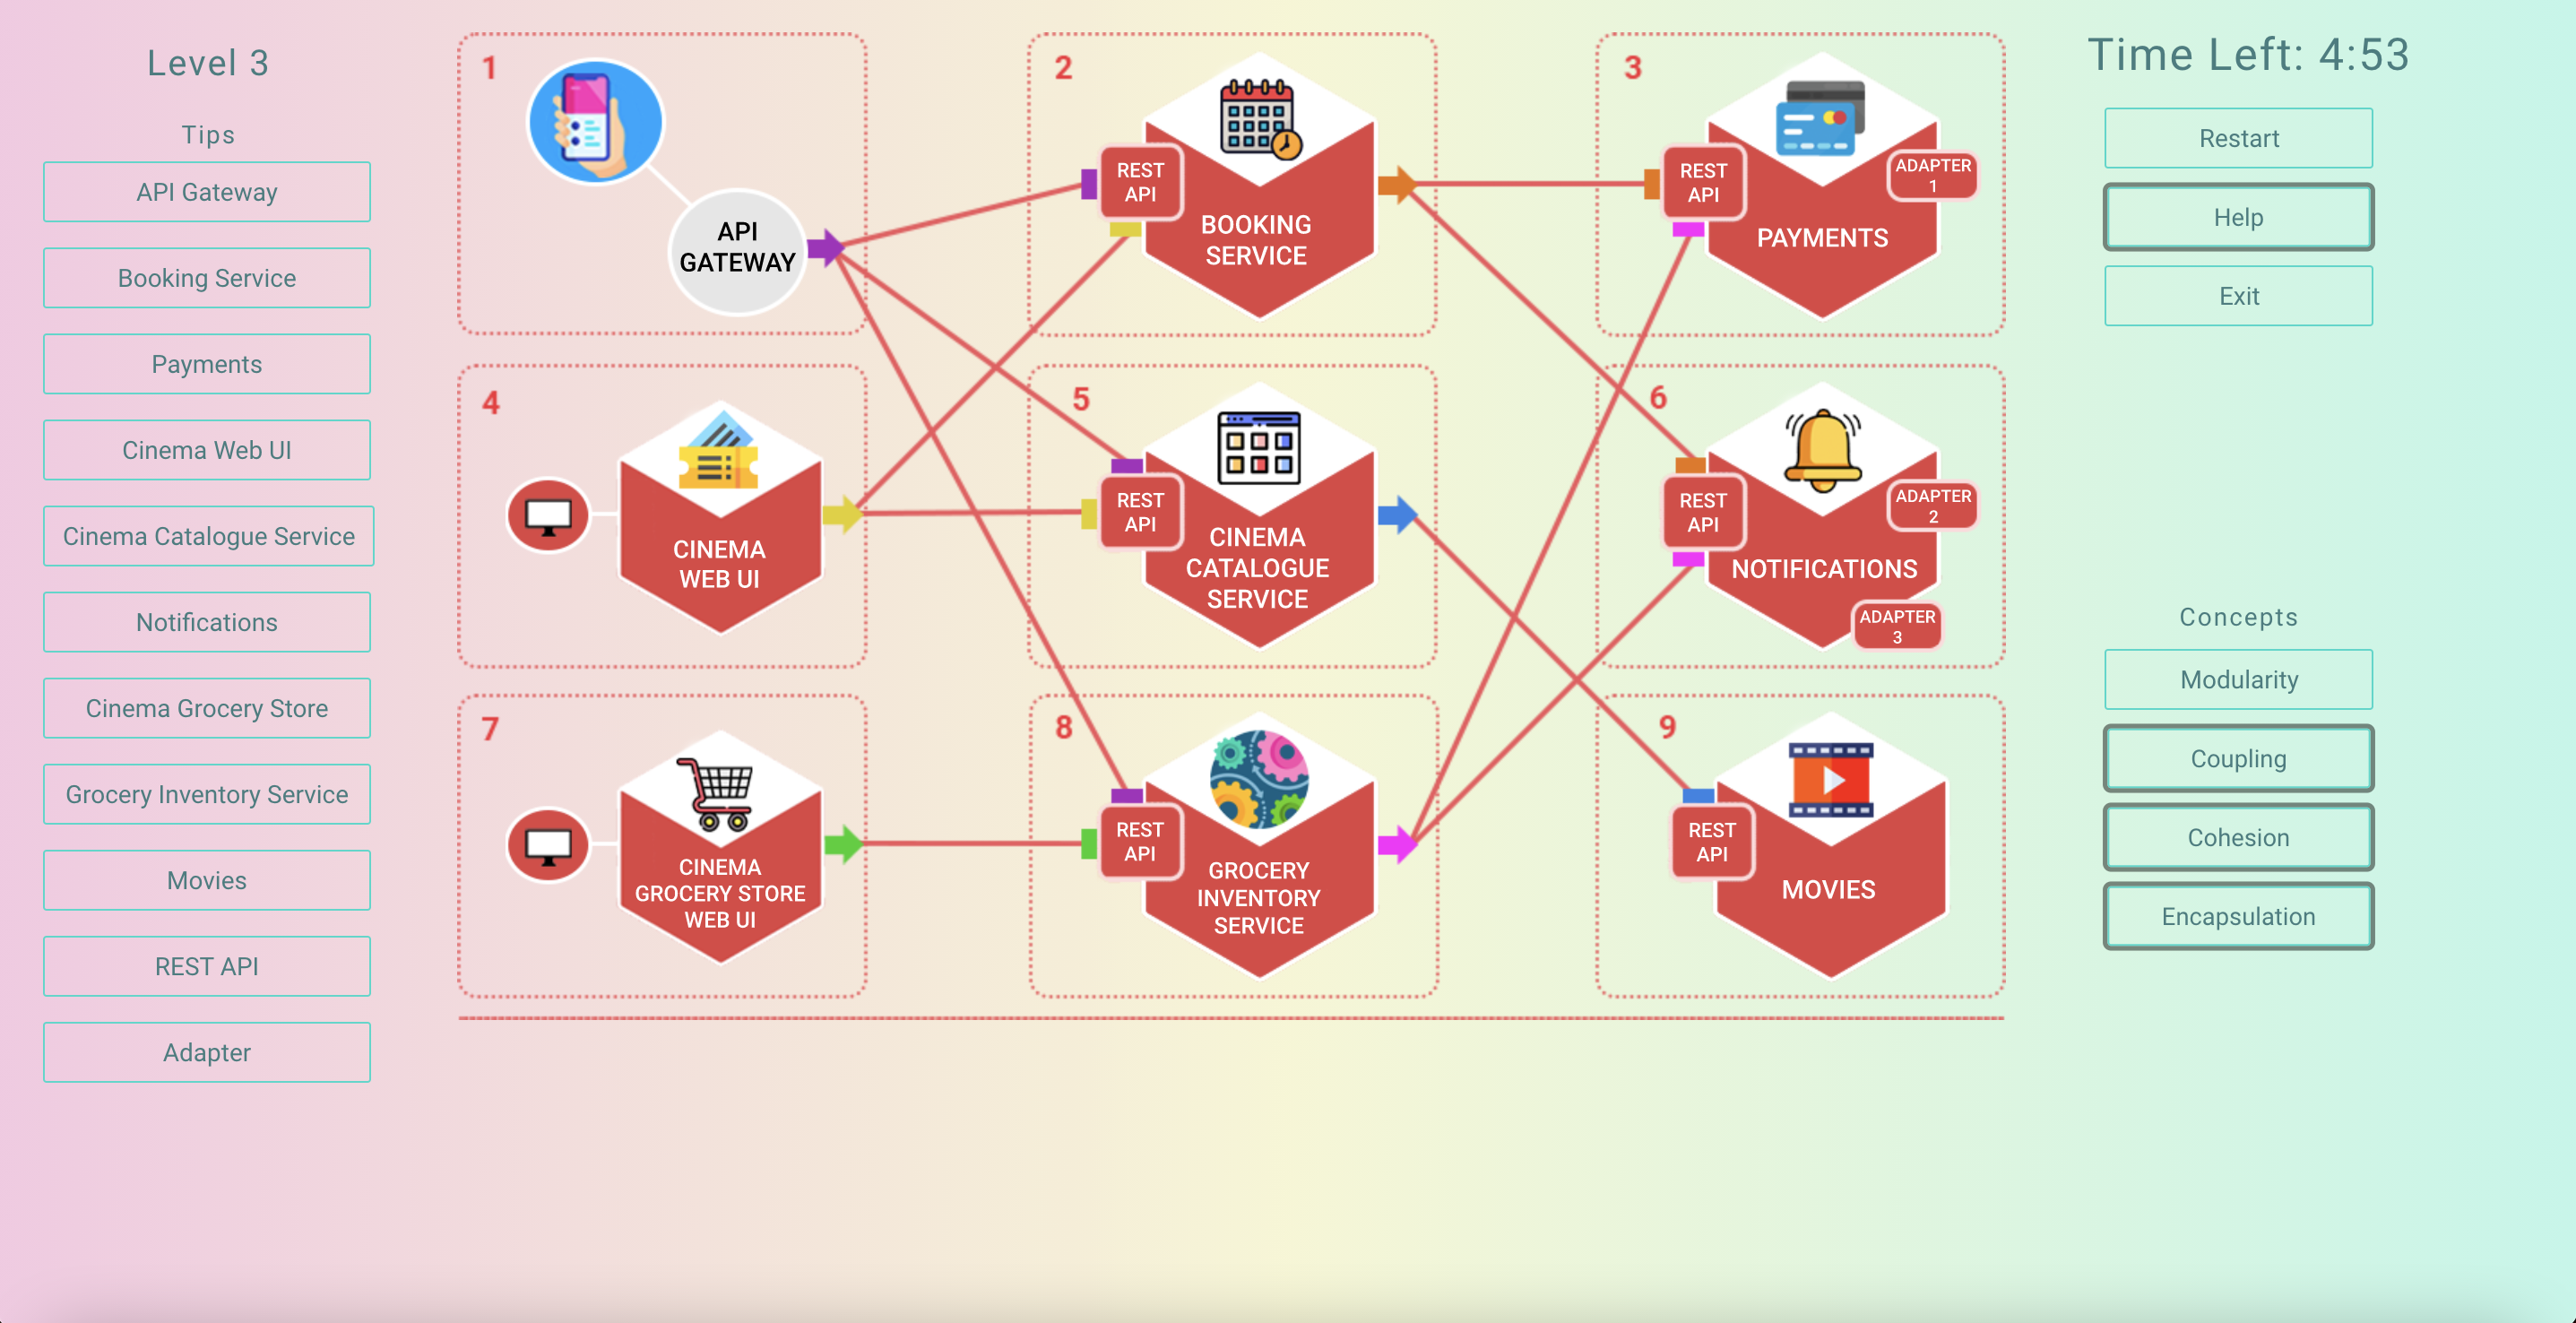 Level 3
Tips
API Gateway
Booking Service
Payments
Cinema Web UI
Cinema Catalogue Service
Notifications
Cinema Grocery Store
Grocery Inventory Service
Movies
REST API
Adapter
1
API
GATEWAY
2
REST
API
BOOKING
SERVICE
3
REST
API
ADAPTER
1
PAYMENTS
4
CINEMA
WEB UI
5
REST
API
CINEMA
CATALOGUE
SERVICE
6
REST
API
ADAPTER
2
NOTIFICATIONS
ADAPTER
3
7
CINEMA
GROCERY STORE
WEB UI
8
REST
API
GROCERY
INVENTORY
SERVICE
9
REST
API
MOVIES
Time Left: 4:53
Restart
Help
Exit
Concepts
Modularity
Coupling
Cohesion
Encapsulation